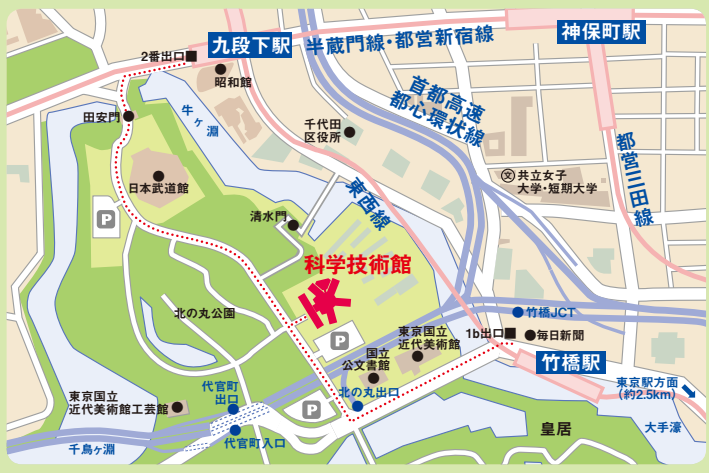 九段下駅
半蔵門線・都営新宿線
神保町駅
2番出口
昭和館
首都高速
都心環状線
田安門
牛ヶ淵
千代田
区役所
都営三田線
文
共立女子
大学・短期大学
日本武道館
東西線
P
清水門
科学技術館
北の丸公園
竹橋JCT
P
東京国立
近代美術館
1b出口
毎日新聞
国立
公文書館
竹橋駅
代官町
出口
北の丸出口
東京駅方面
(約2.5km)
東京国立
近代美術館工芸館
P
大手濠
代官町入口
皇居
千鳥ヶ淵